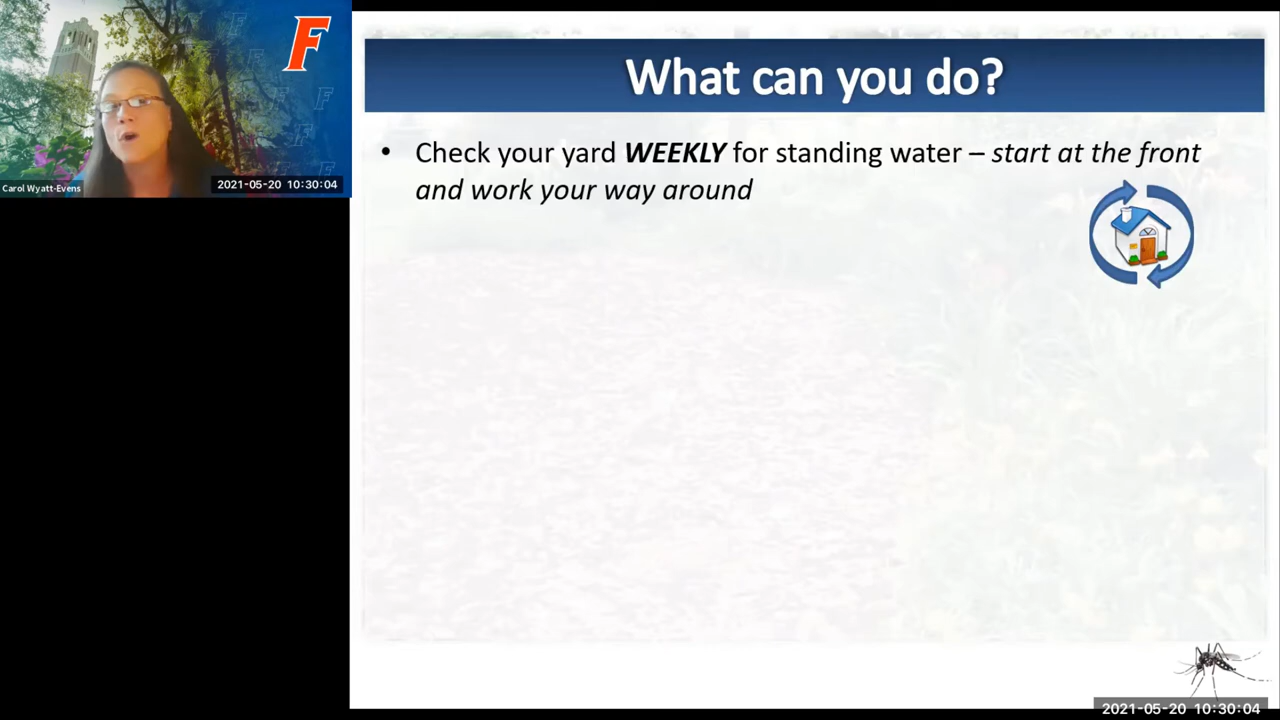 F
Carol Wyatt-Evens
2021-05-20 10:30:04
What can you do?
• Check your yard WEEKLY for standing water – start at the front
and work your way around
2021-05-20 10:30:04